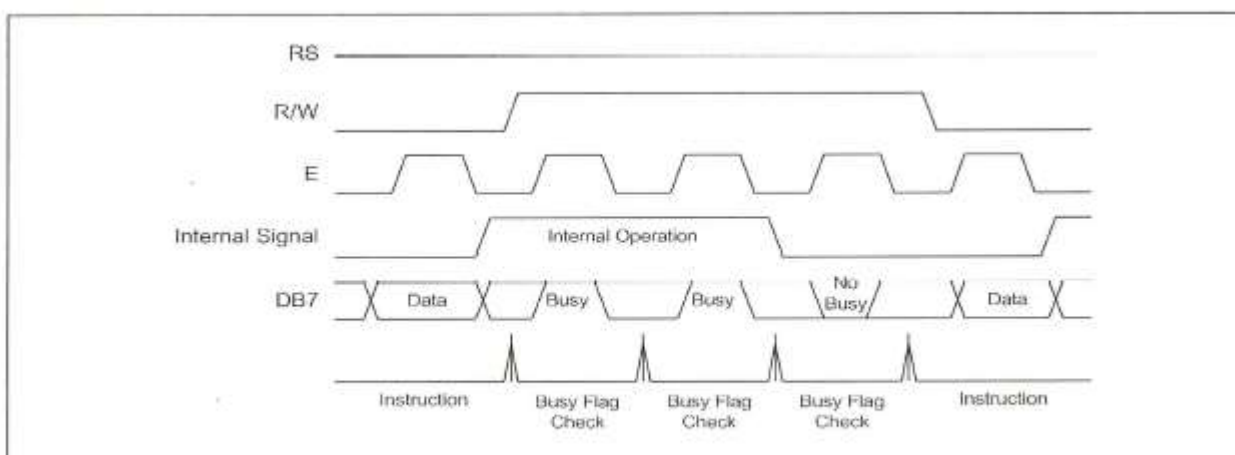 RS
R/W
E
Internal Signal
Internal Operation
DB7
Data
Busy
Busy
No
Busy
Data
Instruction
Busy Flag
Check
Busy Flag
Check
Busy Flag
Check
Instruction